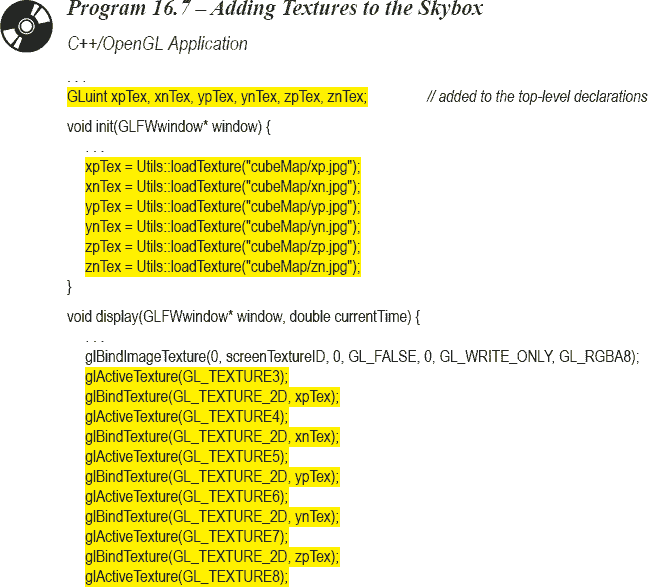 Program 16.7 – Adding Textures to the Skybox
C++/OpenGL Application
. . .
GLuint xpTex, xnTex, ypTex, ynTex, zpTex, znTex; // added to the top-level declarations
void init(GLFWwindow* window) {
. . .
xpTex = Utils::loadTexture("cubeMap/xp.jpg");
xnTex = Utils::loadTexture("cubeMap/xn.jpg");
ypTex = Utils::loadTexture("cubeMap/yp.jpg");
ynTex = Utils::loadTexture("cubeMap/yn.jpg");
zpTex = Utils::loadTexture("cubeMap/zp.jpg");
znTex = Utils::loadTexture("cubeMap/zn.jpg");
}
void display(GLFWwindow* window, double currentTime) {
. . .
glBindImageTexture(0, screenTextureID, 0, GL_FALSE, 0, GL_WRITE_ONLY, GL_RGBA8);
glActiveTexture(GL_TEXTURE3);
glBindTexture(GL_TEXTURE_2D, xpTex);
glActiveTexture(GL_TEXTURE4);
glBindTexture(GL_TEXTURE_2D, xnTex);
glActiveTexture(GL_TEXTURE5);
glBindTexture(GL_TEXTURE_2D, ypTex);
glActiveTexture(GL_TEXTURE6);
glBindTexture(GL_TEXTURE_2D, ynTex);
glActiveTexture(GL_TEXTURE7);
glBindTexture(GL_TEXTURE_2D, zpTex);
glActiveTexture(GL_TEXTURE8);